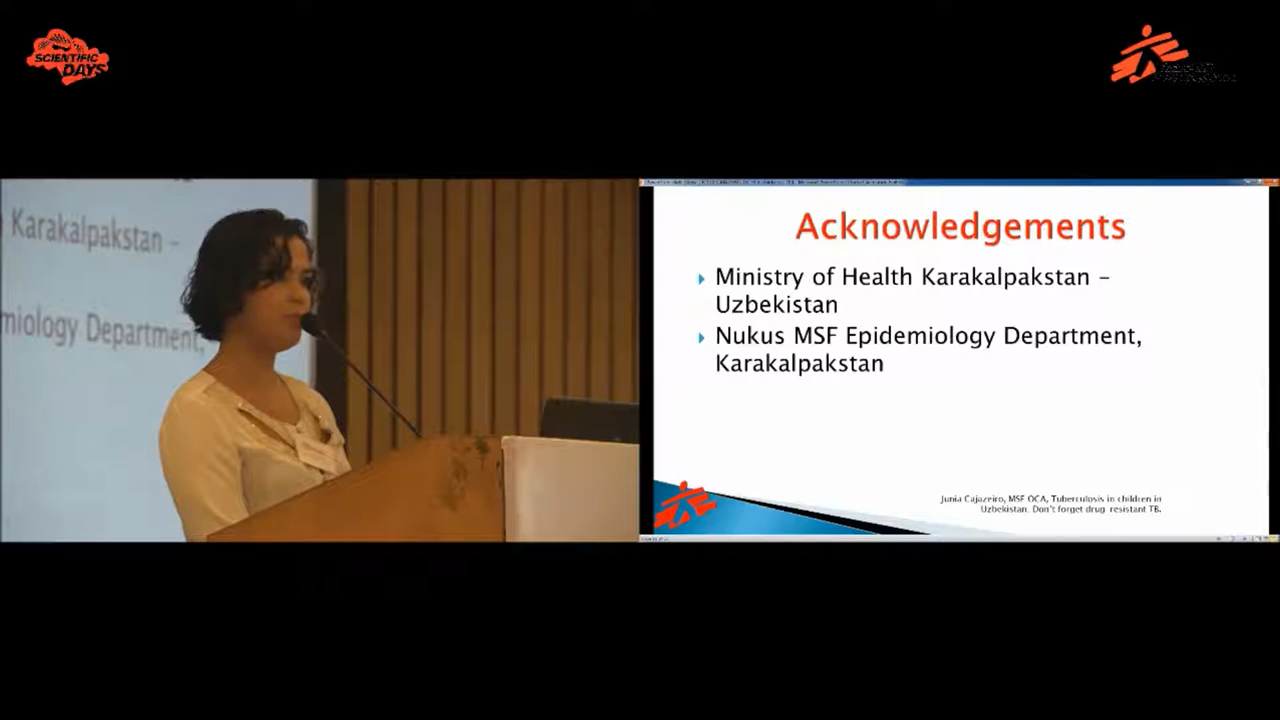 SCIENTIFIC
DAYS
Karakalpakstan –
miology Department,
Acknowledgements
Ministry of Health Karakalpakstan –
Uzbekistan
Nukus MSF Epidemiology Department,
Karakalpakstan
Junia Cajazeiro, MSF OCA, Tuberculosis in children in
Uzbekistan. Don't forget drug resistant TB.